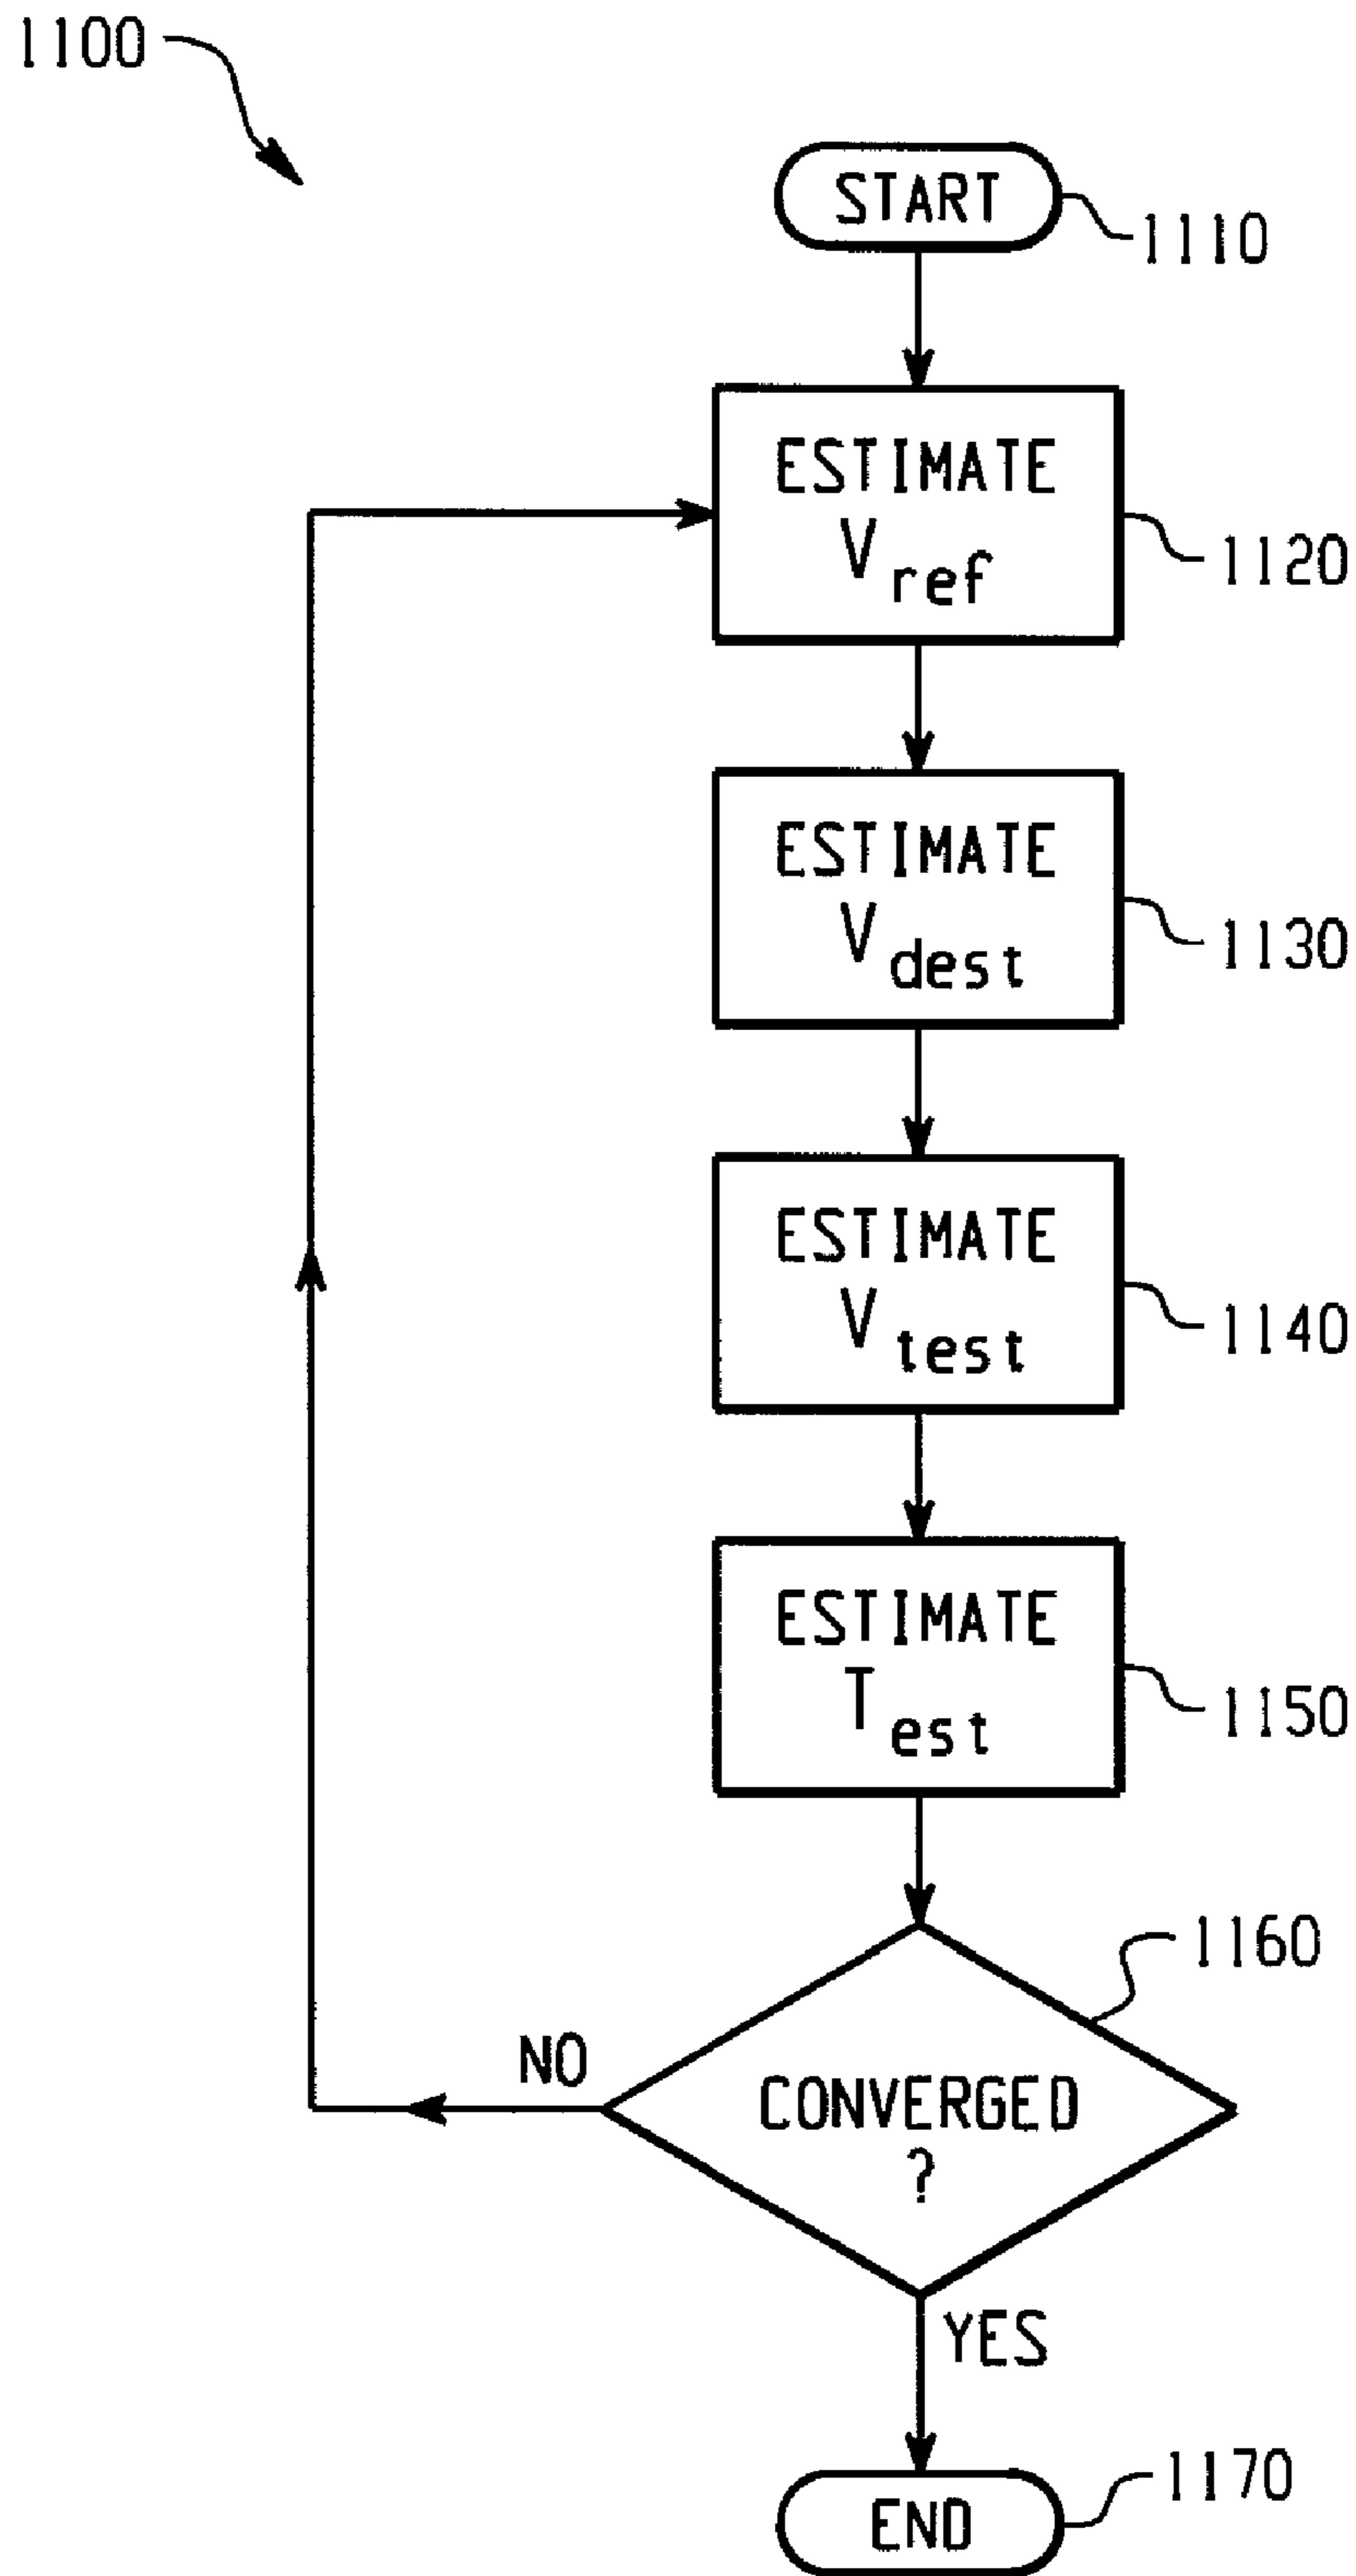 1100
START
1110
ESTIMATE
V ref
1120
ESTIMATE
V dest
1130
ESTIMATE
V test
1140
ESTIMATE
T est
1150
1160
NO
CONVERGED
?
YES
1170
END